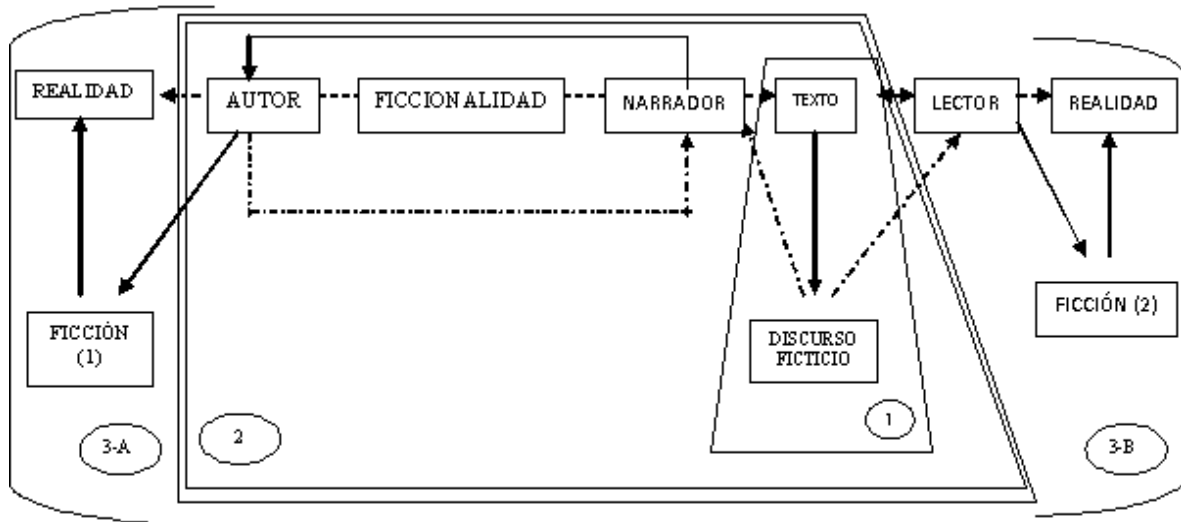 REALIDAD
AUTOR
FICCIONALIDAD
NARRADOR
TEXTO
LECTOR
REALIDAD
FICCIÓN
(1)
DISCURSO
FICTICIO
FICCIÓN (2)
3-A
2
1
3-B